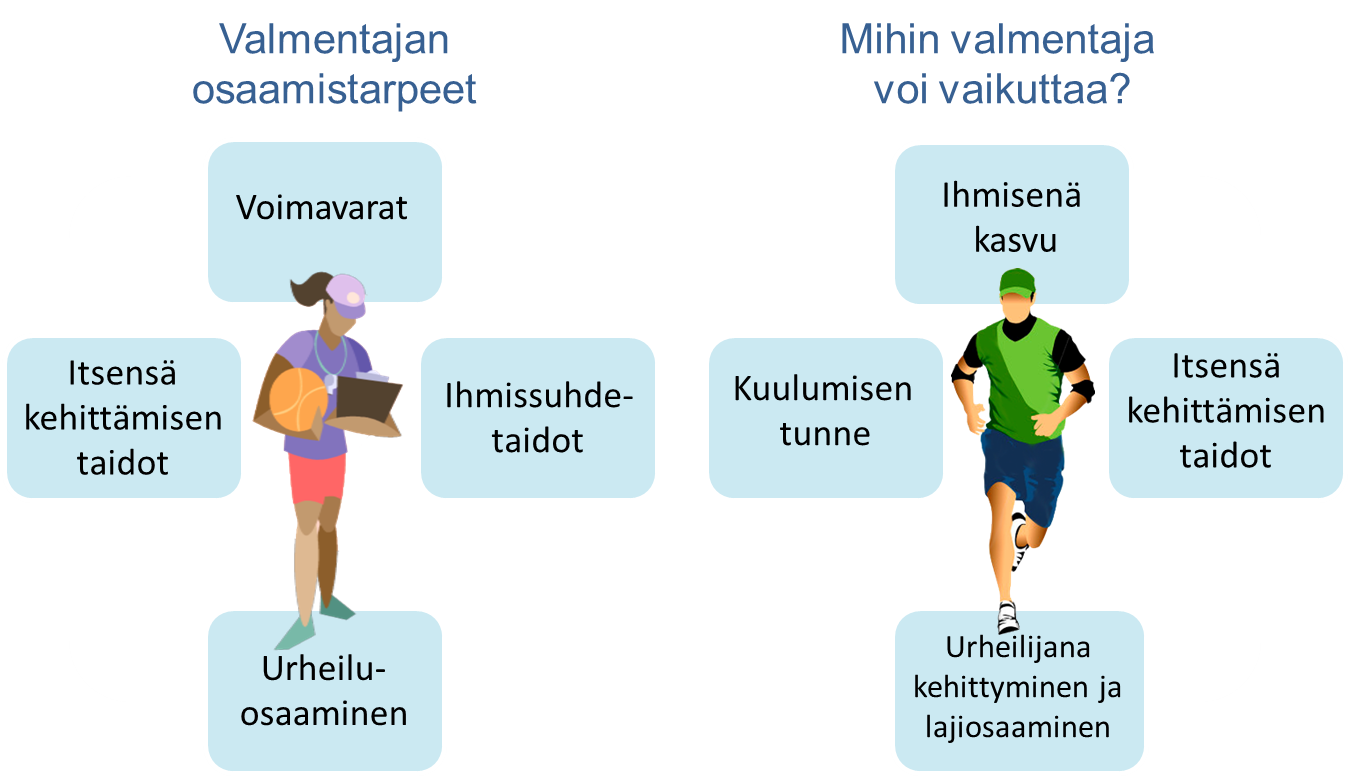 Valmentajan
osaamistarpeet
Voimavarat
Itsensä
kehittämisen
taidot
Ihmissuhde-
taidot
Urheilu-
osaaminen
Mihin valmentaja
voi vaikuttaa?
Ihmisenä
kasvu
Kuulumisen
tunne
Itsensä
kehittämisen
taidot
Urheilijana
kehittyminen ja
lajiosaaminen